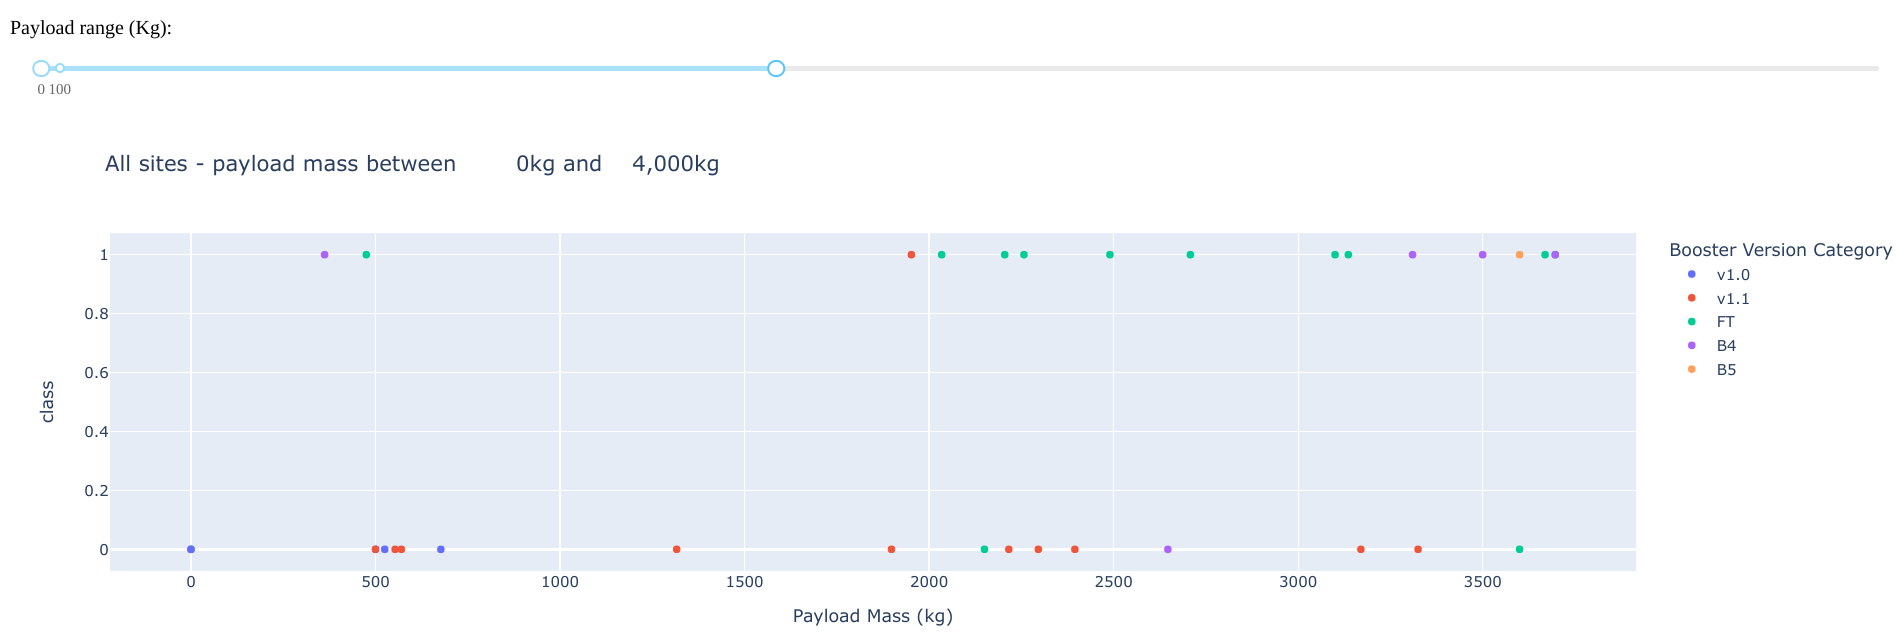 Payload range (Kg):
0 100
All sites - payload mass between 0kg and 4,000kg
Booster Version Category
v1.0
v1.1
FT
B4
B5
class
1
0.8
0.6
0.4
0.2
0
0 500 1000 1500 2000 2500 3000 3500
Payload Mass (kg)